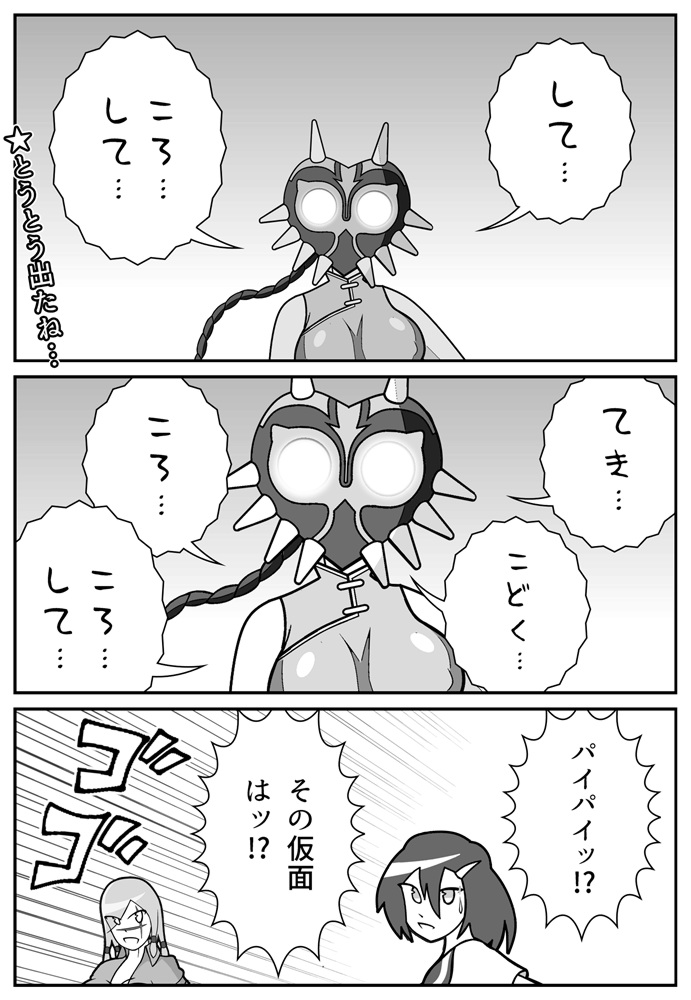 して…
ころ…
して…
★とうとう出たね…
てき…
こどく…
ころ…
ころ…
して…
パイパイッ!?
その仮面
はッ!?
ゴゴ